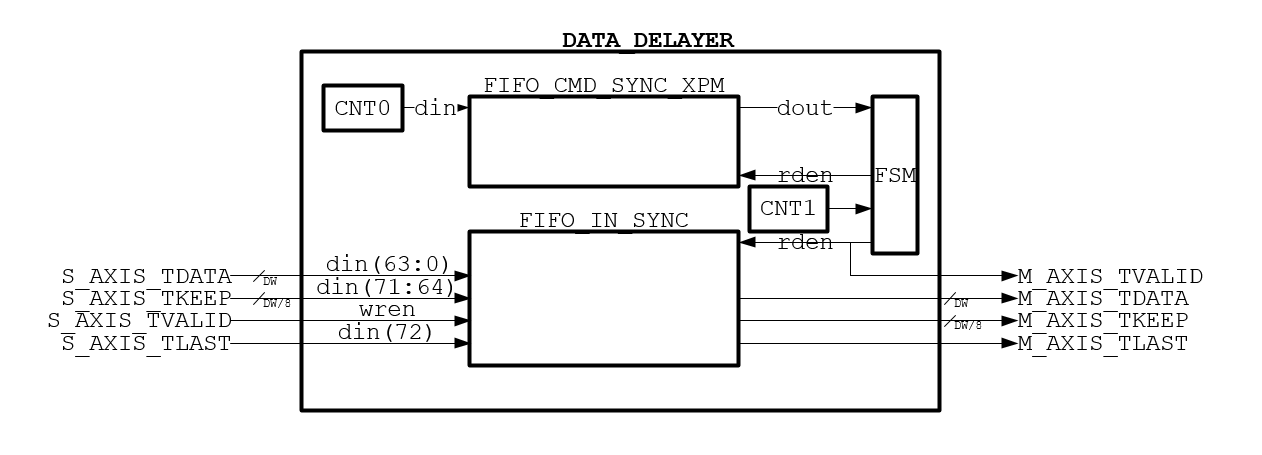 DATA_DELAYER
FIFO_CMD_SYNC_XPM
CNT0
din
dout
rden
FSM
CNT1
FIFO_IN_SYNC
rden
din(63:0)
S_AXIS_TDATA
DW
M_AXIS_TVALID
din(71:64)
S_AXIS_TKEEP
DW/8
DW
M_AXIS_TDATA
wren
S_AXIS_TVALID
DW/8
M_AXIS_TKEEP
din(72)
S_AXIS_TLAST
M_AXIS_TLAST